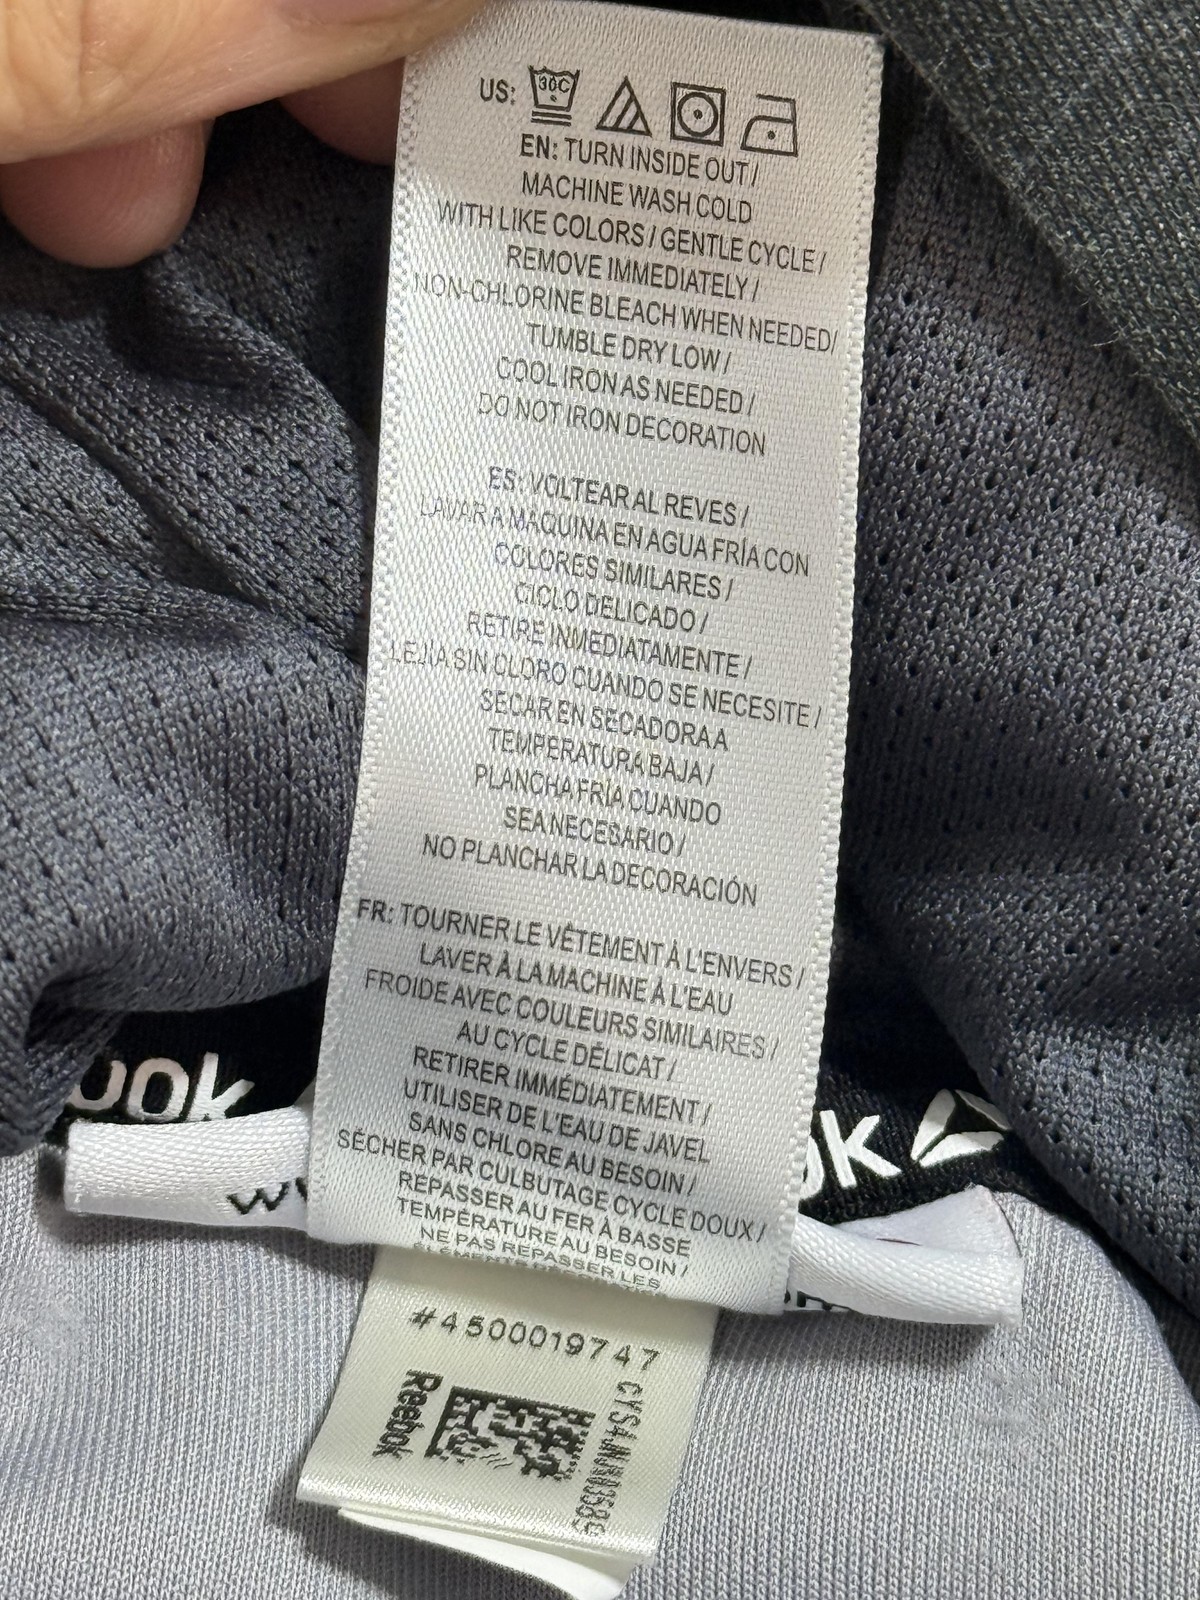 US: 30C
EN: TURN INSIDE OUT /
MACHINE WASH COLD
WITH LIKE COLORS / GENTLE CYCLE /
REMOVE IMMEDIATELY /
NON-CHLORINE BLEACH WHEN NEEDED/
TUMBLE DRY LOW /
COOL IRON AS NEEDED /
DO NOT IRON DECORATION
ES: VOLTEAR AL REVES /
LAVAR A MAQUINA EN AGUA FRÍA CON
COLORES SIMILARES /
CICLO DELICADO /
RETIRE INMEDIATAMENTE /
LEJIA SIN CLORO CUANDO SE NECESITE /
SECAR EN SECADORA A
TEMPERATURA BAJA /
PLANCHA FRIA CUANDO
SEA NECESARIO /
NO PLANCHAR LA DECORACIÓN
FR: TOURNER LE VÊTEMENT À L'ENVERS /
LAVER À LA MACHINE À L'EAU
FROIDE AVEC COULEURS SIMILAIRES /
AU CYCLE DÉLICAT /
RETIRER IMMÉDIATEMENT /
UTILISER DE L'EAU DE JAVEL
SANS CHLORE AU BESOIN /
SÉCHER PAR CULBUTAGE CYCLE DOUX /
REPASSER AU FER À BASSE
TEMPÉRATURE AU BESOIN /
NE PAS REPASSER LES
ook
ok
#4500019747
Reebok